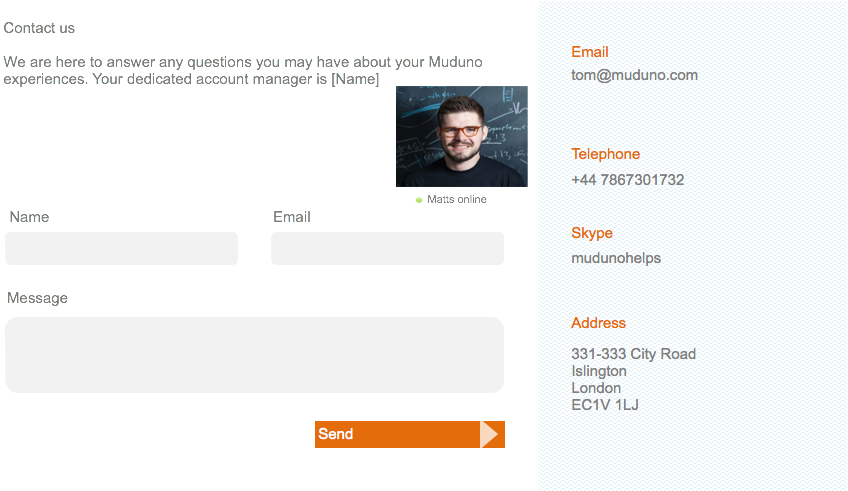 Contact us
We are here to answer any questions you may have about your Muduno
experiences. Your dedicated account manager is [Name]
Matts online
Name
Email
Message
Send
Email
tom@muduno.com
Telephone
+44 7867301732
Skype
mudunohelps
Address
331-333 City Road
Islington
London
EC1V 1LJ